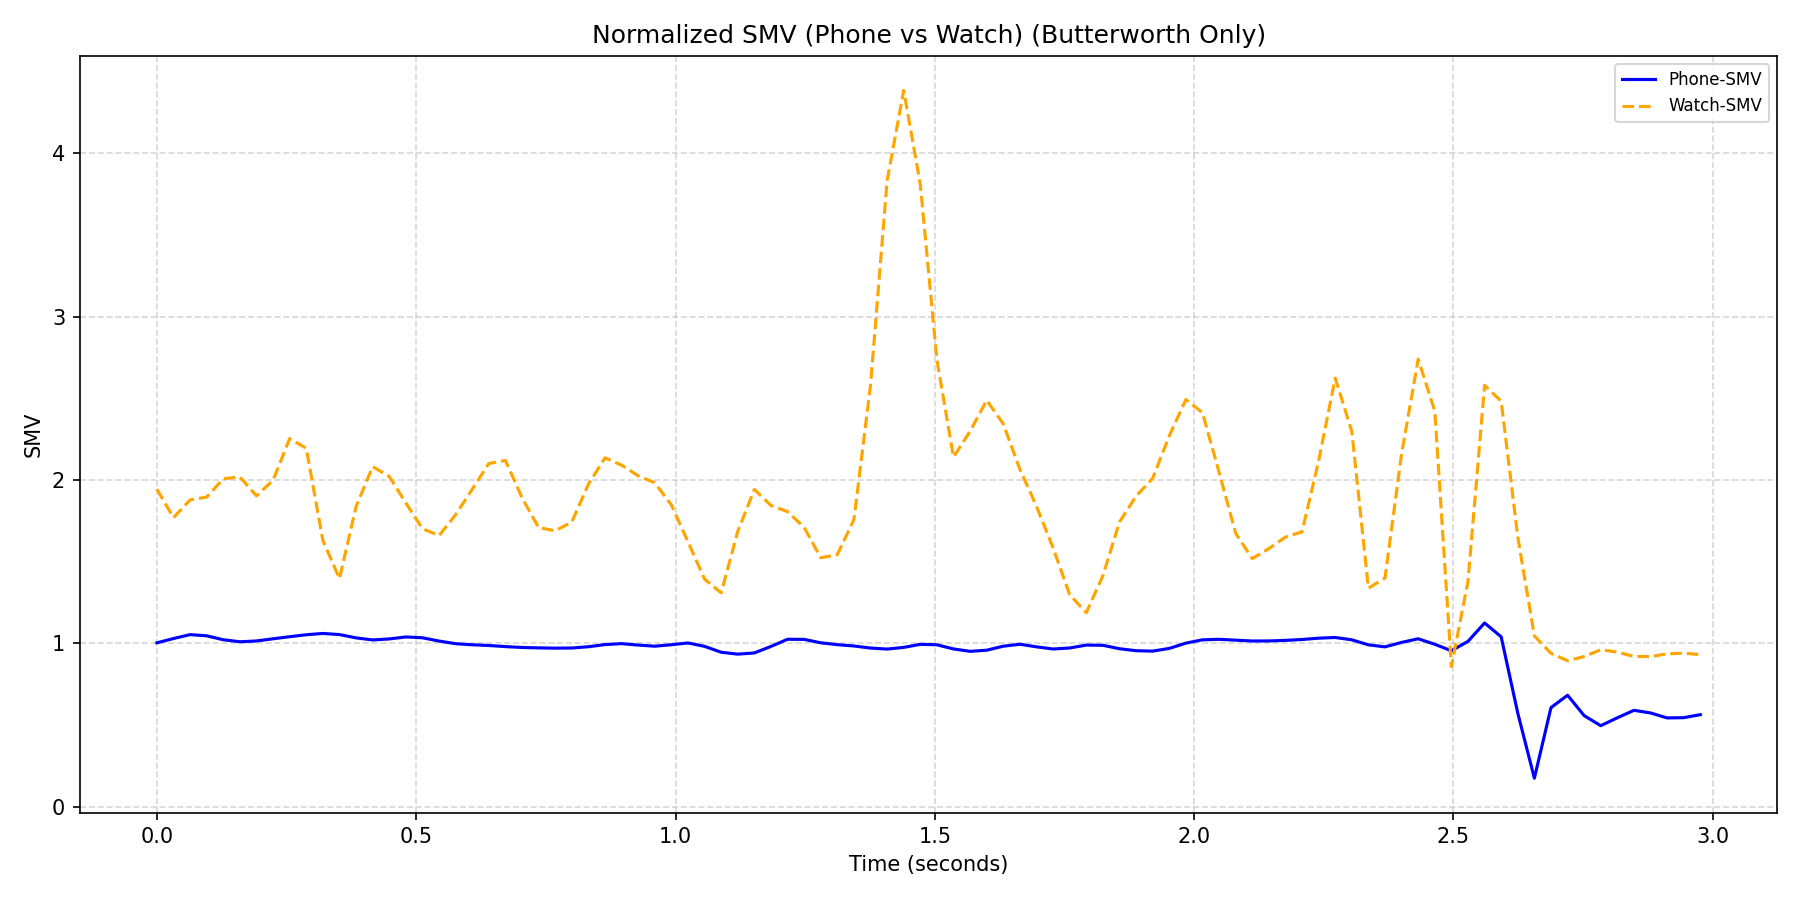 Normalized SMV (Phone vs Watch) (Butterworth Only)
Phone-SMV
Watch-SMV
4
3
2
1
0
SMV
0.0 0.5 1.0 1.5 2.0 2.5 3.0
Time (seconds)